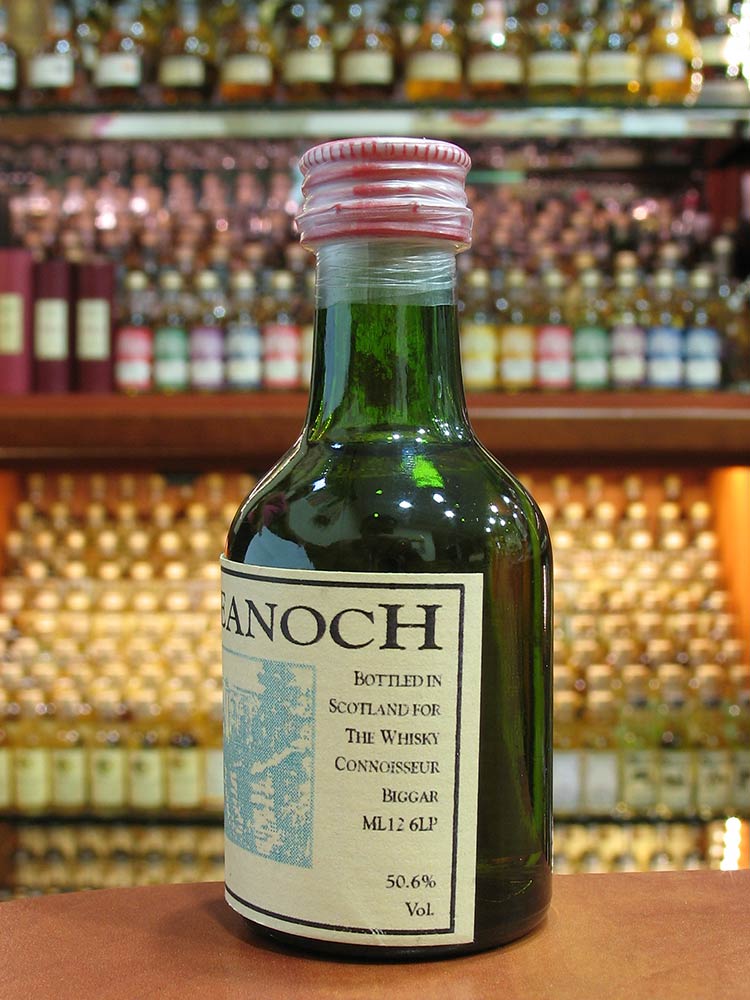 EANOCH
BOTTLED IN
SCOTLAND FOR
THE WHISKY
CONNOISSEUR
BIGGAR
ML12 6LP
50.6%
Vol.